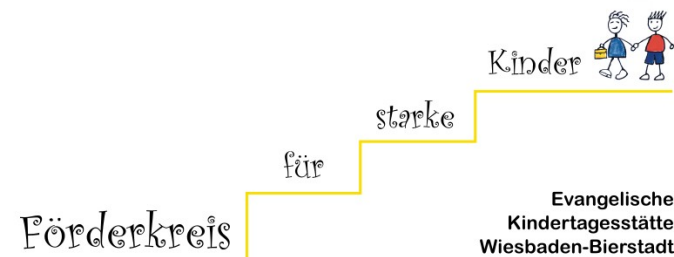 Förderkreis
für
starke
Kinder
Evangelische
Kindertagesstätte
Wiesbaden-Bierstadt